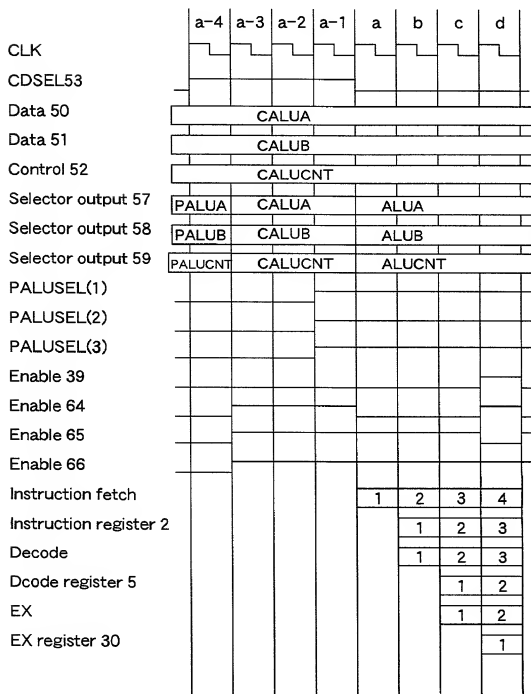 a-4 a-3 a-2 a-1 a b c d
CLK
CDSEL53
Data 50 CALUA
Data 51 CALUB
Control 52 CALUCNT
Selector output 57 PALUA CALUA ALUA
Selector output 58 PALUB CALUB ALUB
Selector output 59 PALUCNT CALUCNT ALUCNT
PALUSEL(1)
PALUSEL(2)
PALUSEL(3)
Enable 39
Enable 64
Enable 65
Enable 66
Instruction fetch 1 2 3 4
Instruction register 2 1 2 3
Decode 1 2 3
Dcode register 5 1 2
EX 1 2
EX register 30 1